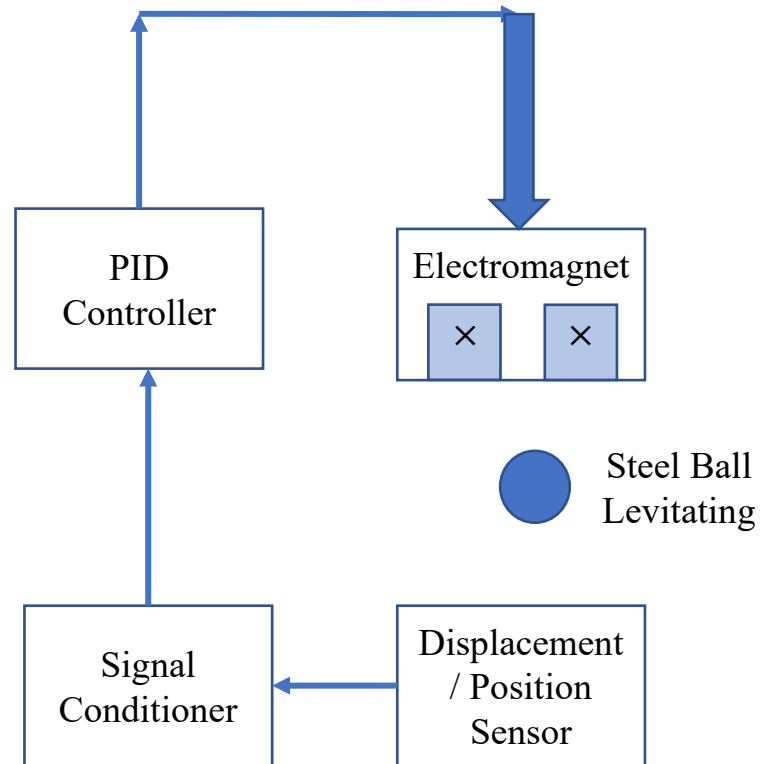 PID
Controller
Electromagnet
×
×
Steel Ball
Levitating
Signal
Conditioner
Displacement
/ Position
Sensor